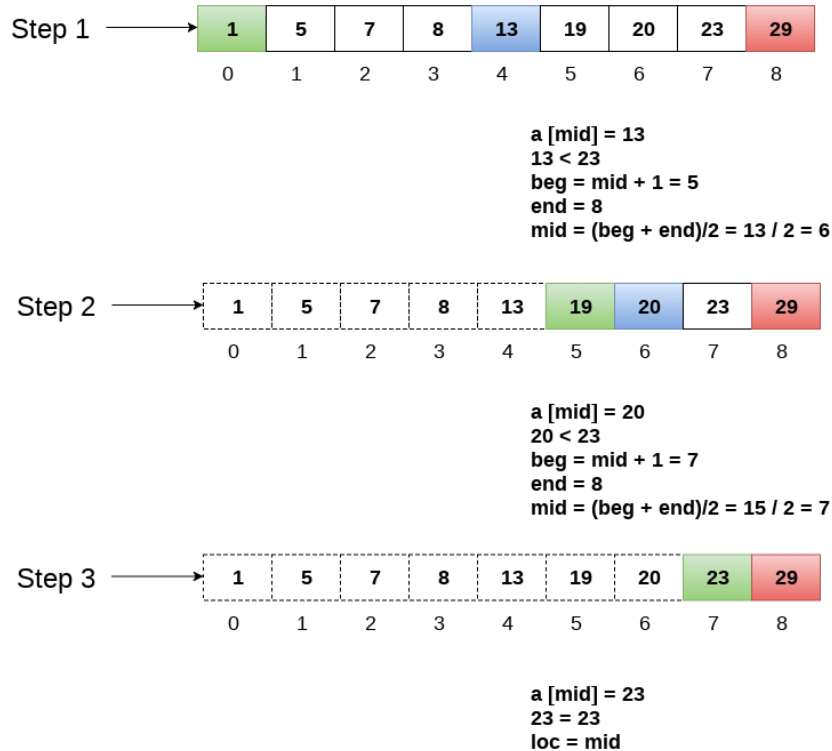 Step 1 1 5 7 8 13 19 20 23 29
0 1 2 3 4 5 6 7 8
a [mid] = 13
13 < 23
beg = mid + 1 = 5
end = 8
mid = (beg + end)/2 = 13 / 2 = 6
Step 2 1 5 7 8 13 19 20 23 29
0 1 2 3 4 5 6 7 8
a [mid] = 20
20 < 23
beg = mid + 1 = 7
end = 8
mid = (beg + end)/2 = 15 / 2 = 7
Step 3 1 5 7 8 13 19 20 23 29
0 1 2 3 4 5 6 7 8
a [mid] = 23
23 = 23
loc = mid